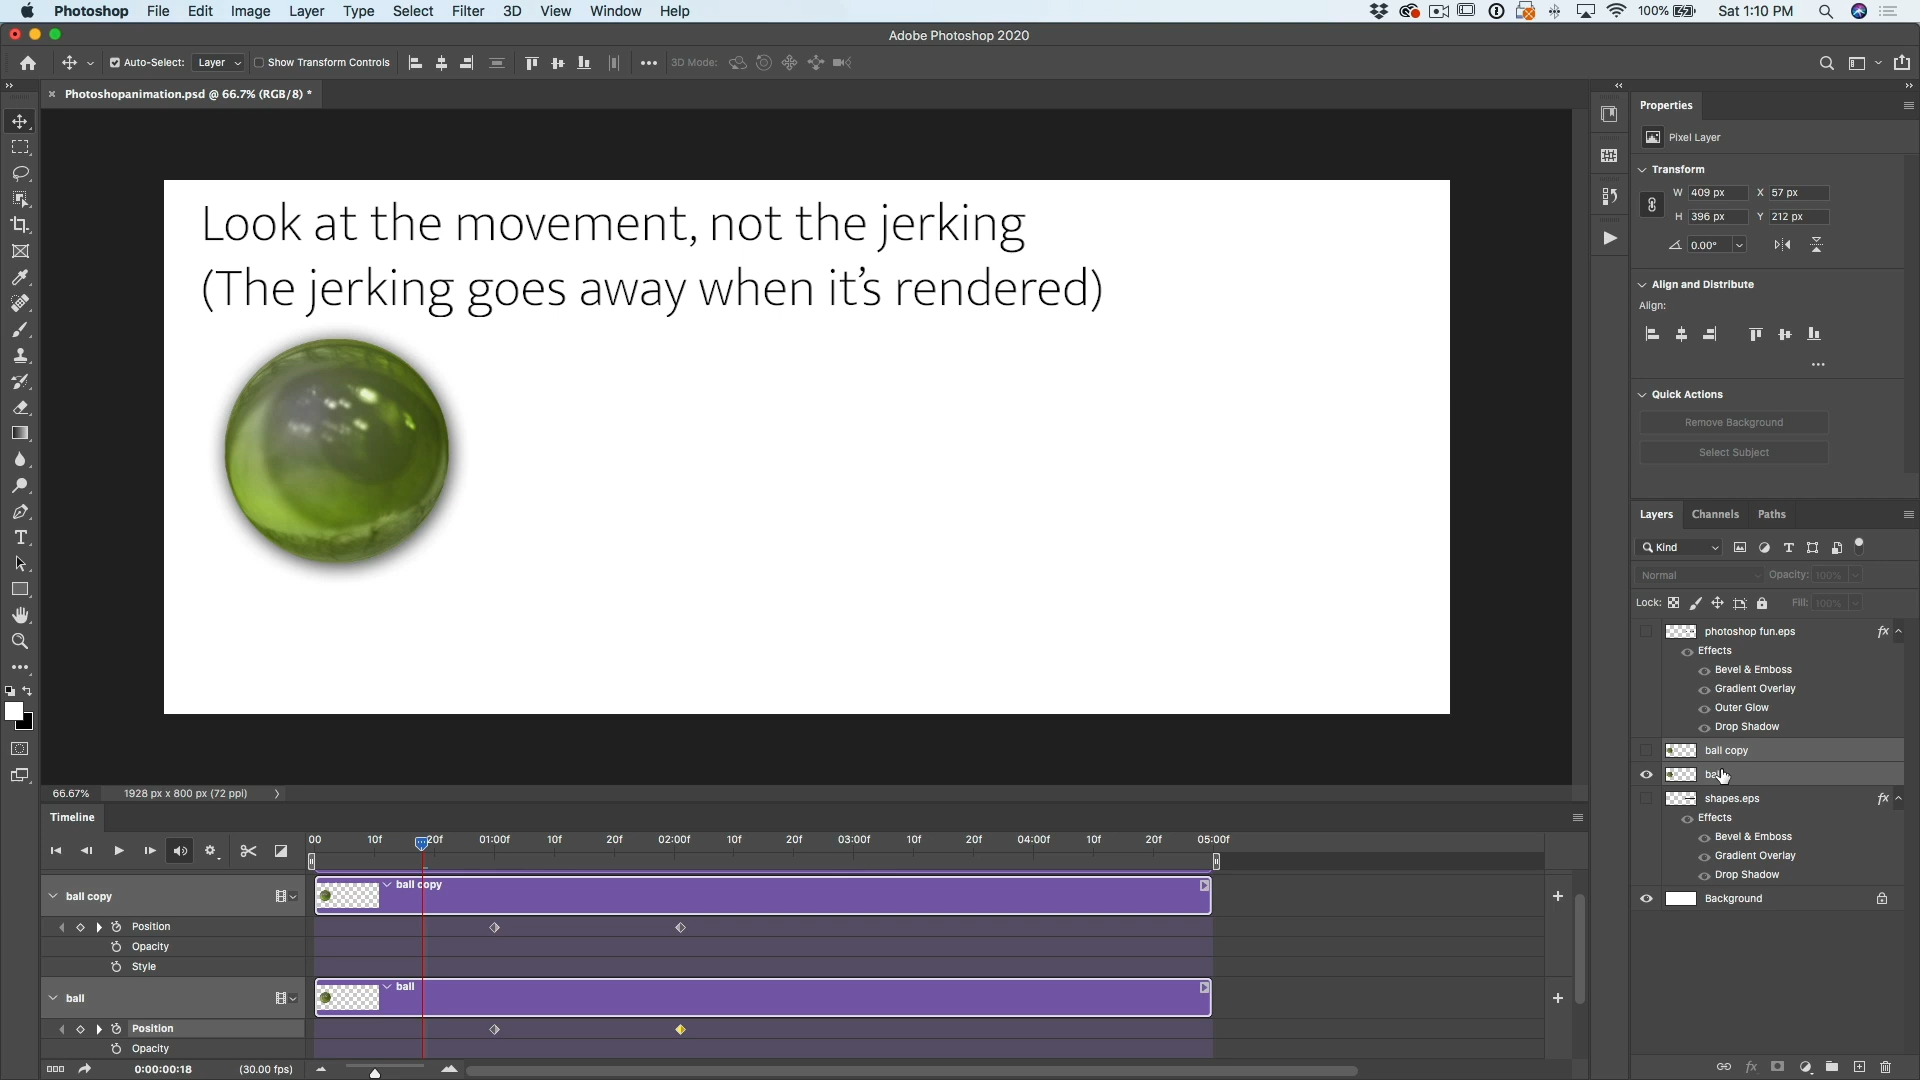 Photoshop File Edit Image Layer Type Select Filter 3D View Window Help 100% Sat 1:10 PM
Adobe Photoshop 2020
Auto-Select: Layer Show Transform Controls 3D Mode:
Photoshopanimation.psd @ 66.7% (RGB/8) *
Look at the movement, not the jerking
(The jerking goes away when it's rendered)
66.67% 1928 px x 800 px (72 ppi)
Timeline
00 10f 20f 01:00f 10f 20f 02:00f 10f 20f 03:00f 10f 20f 04:00f 10f 20f 05:00f
ball copy
ball copy
Position
Opacity
Style
ball
ball
Position
Opacity
0:00:00:18 (30.00 fps)
Properties
Pixel Layer
Transform
W 409 px X 57 px
H 396 px Y 212 px
0.00°
Align and Distribute
Align:
Quick Actions
Remove Background
Select Subject
Layers Channels Paths
Kind
Normal Opacity: 100%
Lock: Fill: 100%
photoshop fun.eps fx
Effects
Bevel & Emboss
Gradient Overlay
Outer Glow
Drop Shadow
ball copy
shapes.eps fx
Effects
Bevel & Emboss
Gradient Overlay
Drop Shadow
Background
fx